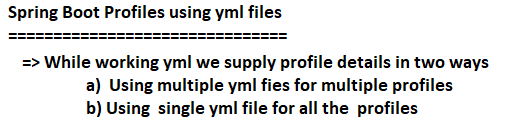 Spring Boot Profiles using yml files
===============================
=> While working yml we supply profile details in two ways
a) Using multiple yml fies for multiple profiles
b) Using single yml file for all the profiles